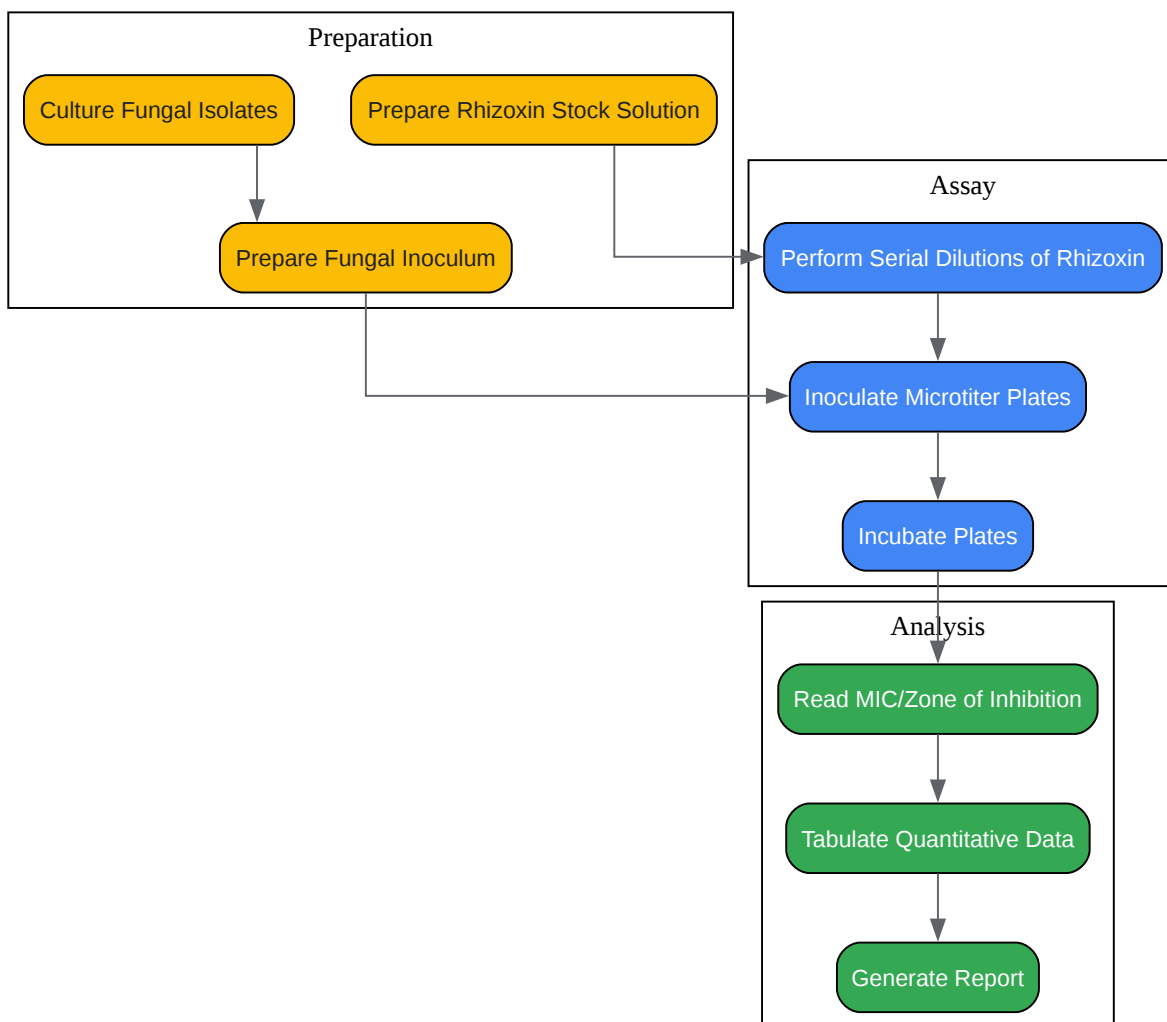 Preparation
Culture Fungal Isolates
Prepare Rhizoxin Stock Solution
Prepare Fungal Inoculum
Assay
Perform Serial Dilutions of Rhizoxin
Inoculate Microtiter Plates
Incubate Plates
Analysis
Read MIC/Zone of Inhibition
Tabulate Quantitative Data
Generate Report